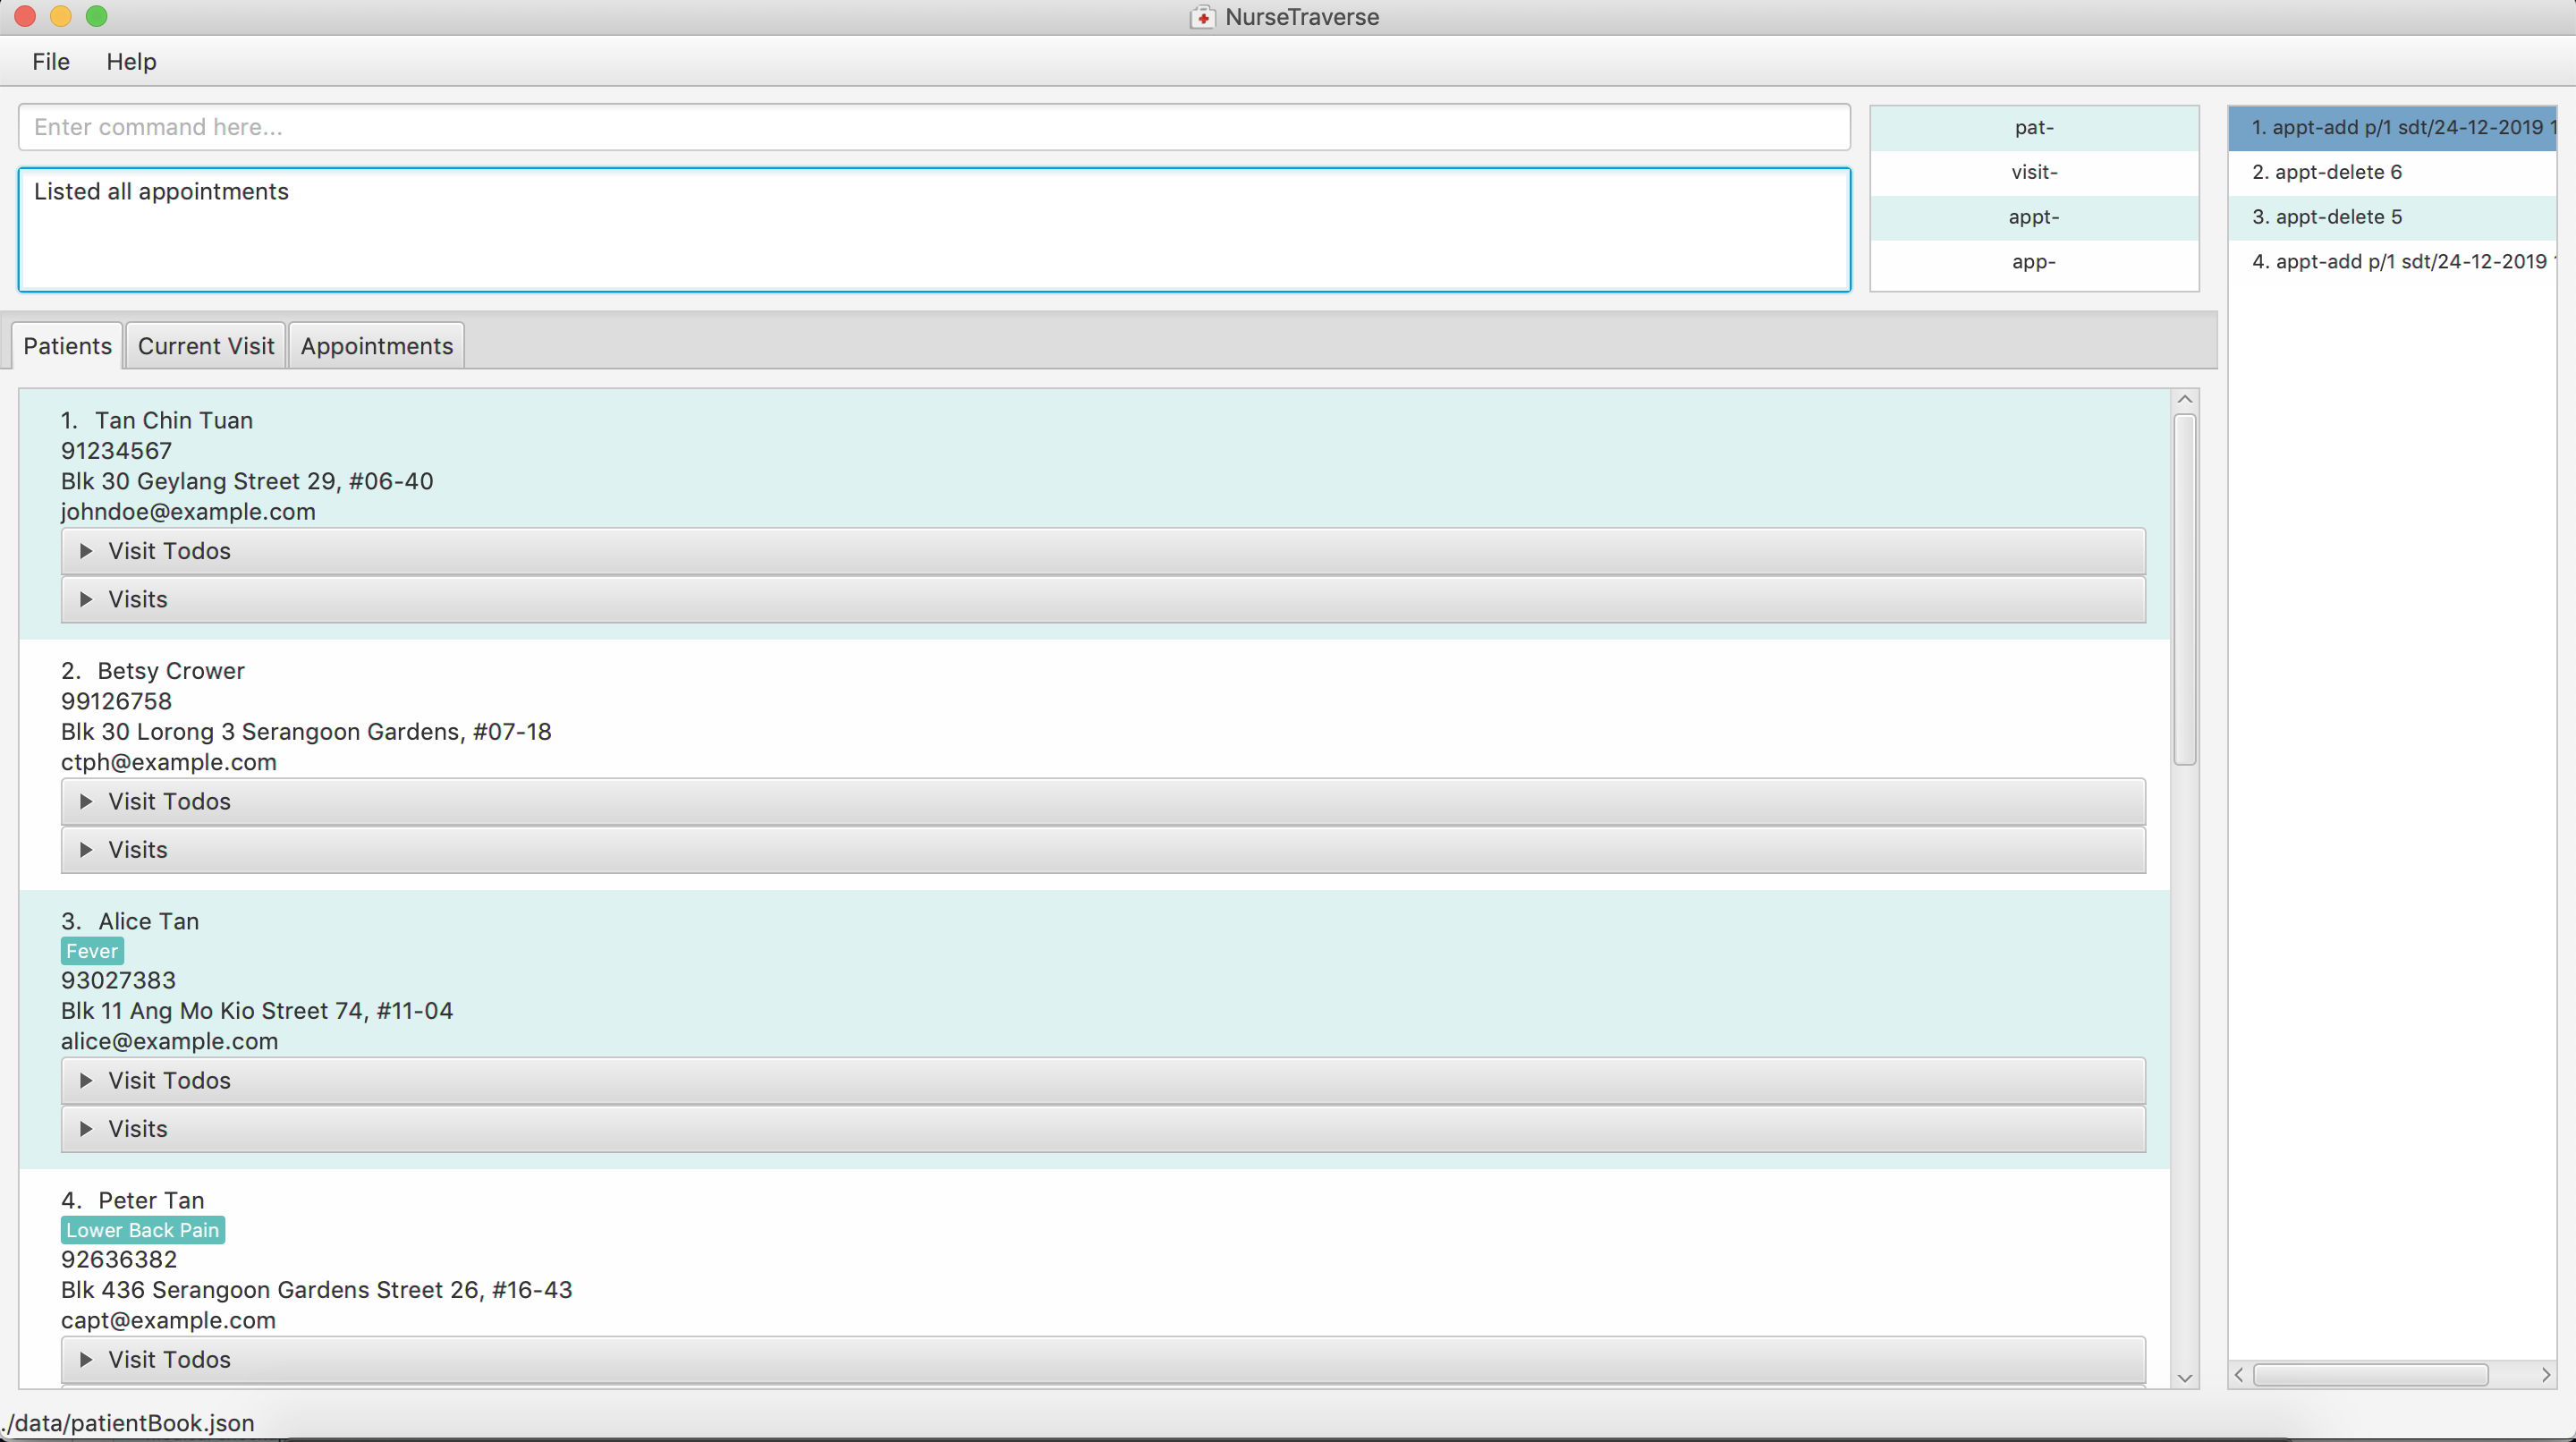 NurseTraverse
File Help
Enter command here...
Listed all appointments
pat-
visit-
appt-
app-
1. appt-add p/1 sdt/24-12-2019 1
2. appt-delete 6
3. appt-delete 5
4. appt-add p/1 sdt/24-12-2019
Patients Current Visit Appointments
1. Tan Chin Tuan
91234567
Blk 30 Geylang Street 29, #06-40
johndoe@example.com
Visit Todos
Visits
2. Betsy Crower
99126758
Blk 30 Lorong 3 Serangoon Gardens, #07-18
ctph@example.com
Visit Todos
Visits
3. Alice Tan
Fever
93027383
Blk 11 Ang Mo Kio Street 74, #11-04
alice@example.com
Visit Todos
Visits
4. Peter Tan
Lower Back Pain
92636382
Blk 436 Serangoon Gardens Street 26, #16-43
capt@example.com
Visit Todos
./data/patientBook.json